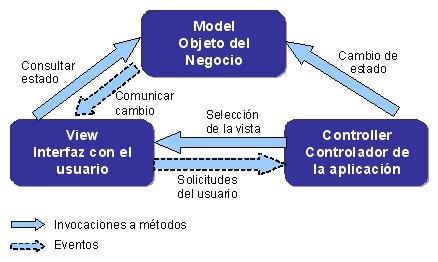 Model
Objeto del
Negocio
Consultar
estado
Cambio de
estado
Comunicar
cambio
Selección
de la vista
View
Interfaz con el
usuario
Controller
Controlador de
la aplicación
Solicitudes
del usuario
Invocaciones a métodos
Eventos